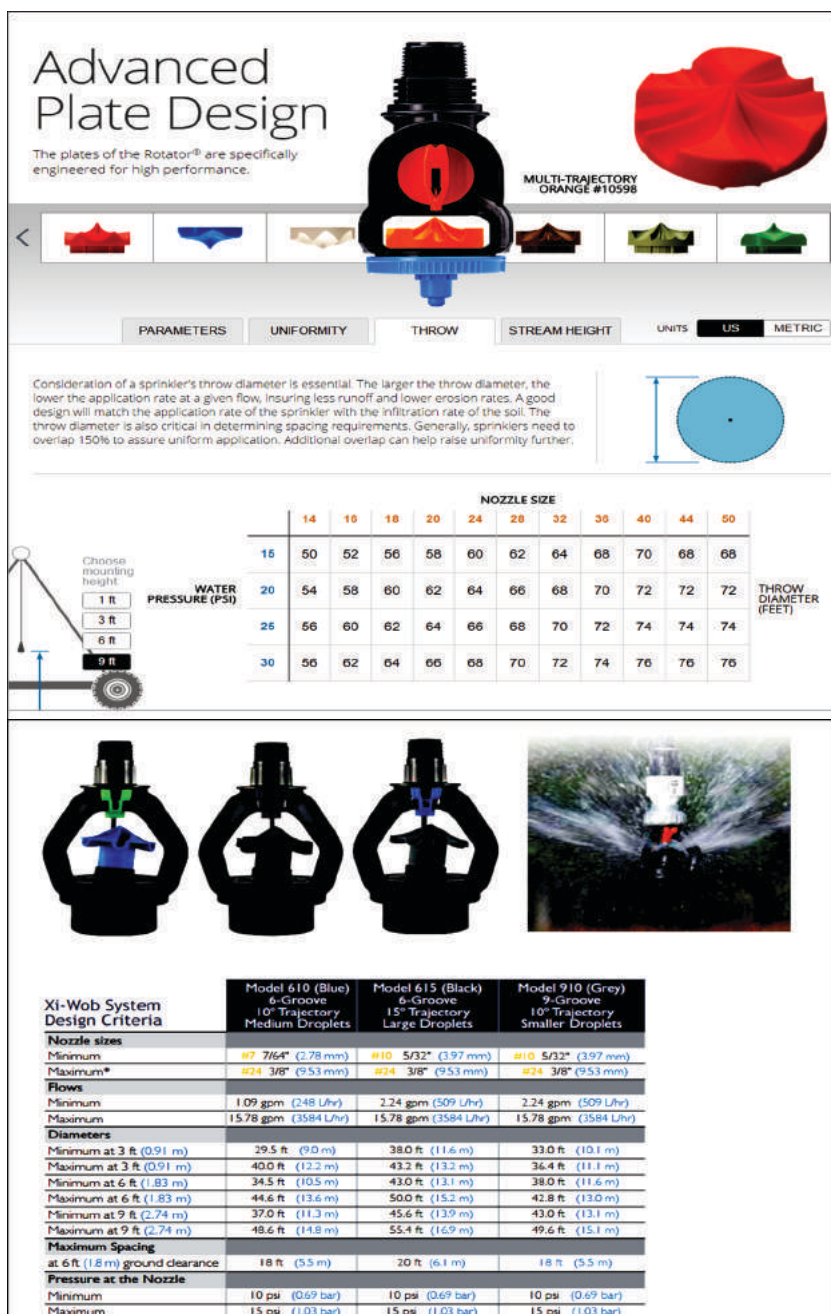 Advanced
Plate Design
The plates of the Rotator® are specifically
engineered for high performance.
MULTI-TRAJECTORY
ORANGE #10598
PARAMETERS UNIFORMITY THROW STREAM HEIGHT UNITS US METRIC
Consideration of a sprinkler's throw diameter is essential. The larger the throw diameter, the
lower the application rate at a given flow, insuring less runoff and lower erosion rates. A good
design will match the application rate of the sprinkler with the infiltration rate of the soil. The
throw diameter is also critical in determining spacing requirements. Generally, sprinklers need to
overlap 150% to assure uniform application. Additional overlap can help raise uniformity further.
NOZZLE SIZE
14 16 18 20 24 28 32 36 40 44 50
15 50 52 56 58 60 62 64 68 70 68 68
20 54 58 60 62 64 66 68 70 72 72 72
25 56 60 62 64 66 68 70 72 74 74 74
30 56 62 64 66 68 70 72 74 76 76 76
WATER
PRESSURE (PSI)
THROW
DIAMETER
(FEET)
Choose
mounting
height
1 ft
3 ft
6 ft
9 ft
Xi-Wob System
Design Criteria
Model 610 (Blue)
6-Groove
10° Trajectory
Medium Droplets
Model 615 (Black)
6-Groove
15° Trajectory
Large Droplets
Model 910 (Grey)
9-Groove
10° Trajectory
Smaller Droplets
Nozzle sizes
Minimum #7 7/64" (2.78 mm) #10 5/32" (3.97 mm) #10 5/32" (3.97 mm)
Maximum* #24 3/8" (9.53 mm) #24 3/8" (9.53 mm) #24 3/8" (9.53 mm)
Flows
Minimum 1.09 gpm (248 L/hr) 2.24 gpm (509 L/hr) 2.24 gpm (509 L/hr)
Maximum 15.78 gpm (3584 L/hr) 15.78 gpm (3584 L/hr) 15.78 gpm (3584 L/hr)
Diameters
Minimum at 3 ft (0.91 m) 29.5 ft (9.0 m) 38.0 ft (11.6 m) 33.0 ft (10.1 m)
Maximum at 3 ft (0.91 m) 40.0 ft (12.2 m) 43.2 ft (13.2 m) 36.4 ft (11.1 m)
Minimum at 6 ft (1.83 m) 34.5 ft (10.5 m) 43.0 ft (13.1 m) 38.0 ft (11.6 m)
Maximum at 6 ft (1.83 m) 44.6 ft (13.6 m) 50.0 ft (15.2 m) 42.8 ft (13.0 m)
Minimum at 9 ft (2.74 m) 37.0 ft (11.3 m) 45.6 ft (13.9 m) 43.0 ft (13.1 m)
Maximum at 9 ft (2.74 m) 48.6 ft (14.8 m) 55.4 ft (16.9 m) 49.6 ft (15.1 m)
Maximum Spacing
at 6 ft (1.8 m) ground clearance 18 ft (5.5 m) 20 ft (6.1 m) 18 ft (5.5 m)
Pressure at the Nozzle
Minimum 10 psi (0.69 bar) 10 psi (0.69 bar) 10 psi (0.69 bar)
Maximum 15 psi (1.03 bar) 15 psi (1.03 bar) 15 psi (1.03 bar)